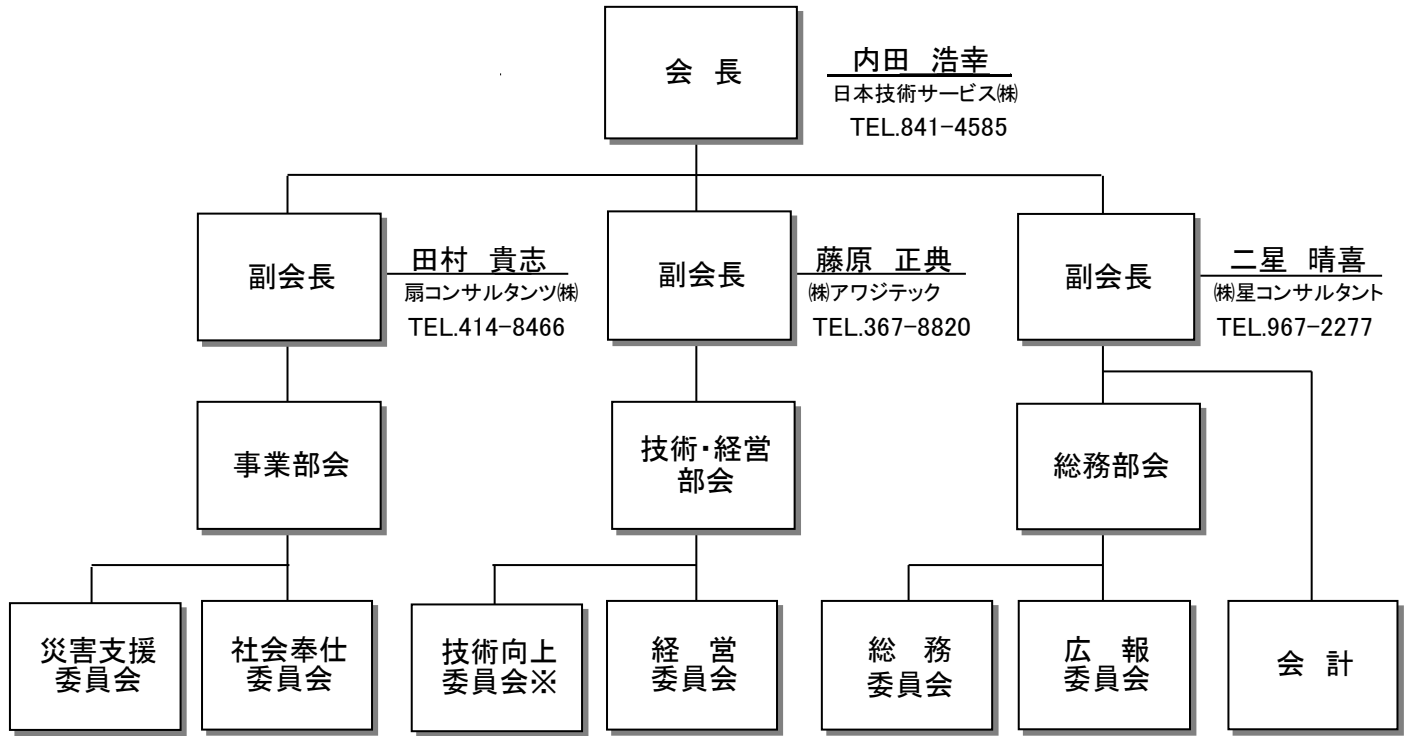 会 長
内田 浩幸
日本技術サービス㈱
TEL.841-4585
副会長
田村 貴志
扇コンサルタンツ㈱
TEL.414-8466
副会長
藤原 正典
㈱アワジテック
TEL.367-8820
副会長
二星 晴喜
㈱星コンサルタント
TEL.967-2277
事業部会
技術・経営
部会
総務部会
災害支援
委員会
社会奉仕
委員会
技術向上
委員会※
経 営
委員会
総 務
委員会
広 報
委員会
会 計